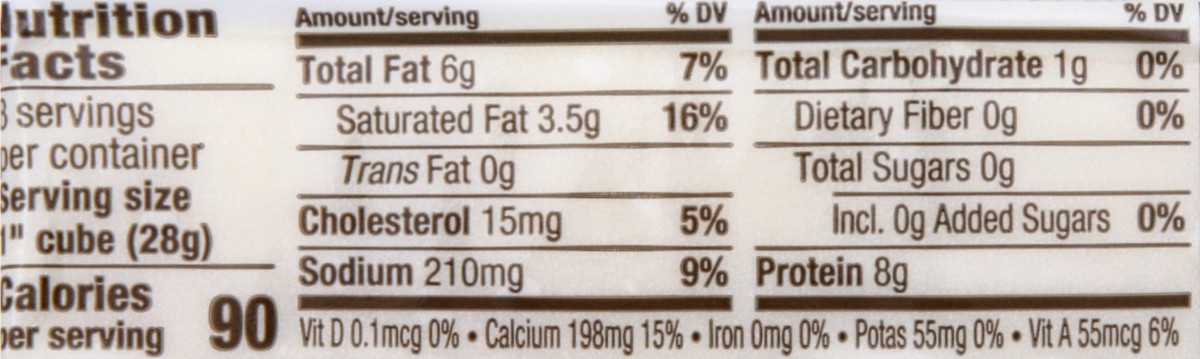 Nutrition
Facts
8 servings
per container
Serving size
1" cube (28g)
Calories
per serving 90
Amount/serving % DV
Total Fat 6g 7%
Saturated Fat 3.5g 16%
Trans Fat 0g
Cholesterol 15mg 5%
Sodium 210mg 9%
Amount/serving % DV
Total Carbohydrate 1g 0%
Dietary Fiber 0g 0%
Total Sugars 0g
Incl. 0g Added Sugars 0%
Protein 8g
Vit D 0.1mcg 0% • Calcium 198mg 15% • Iron 0mg 0% • Potas 55mg 0% • Vit A 55mcg 6%